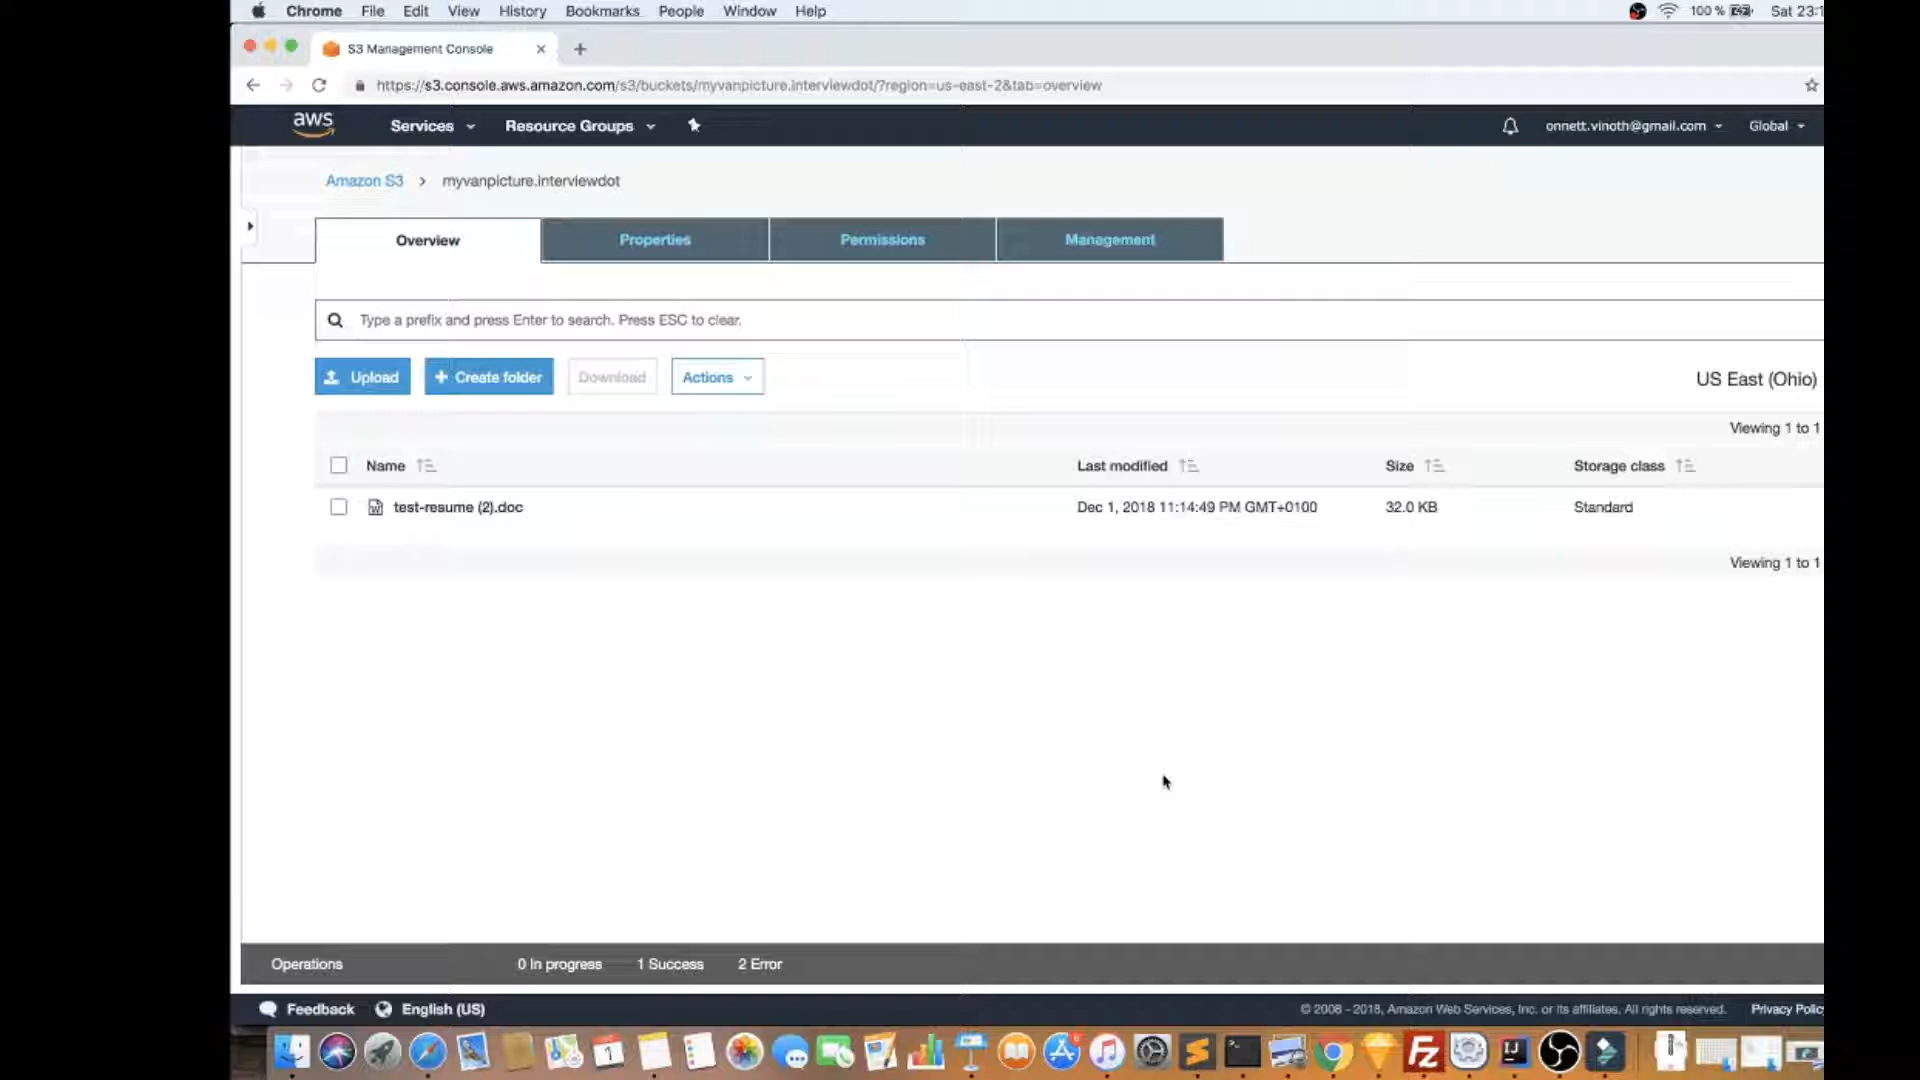 Chrome File Edit View History Bookmarks People Window Help 100 % Sat 23:1
S3 Management Console
https://s3.console.aws.amazon.com/s3/buckets/myvanpicture.interviewdot/?region=us-east-2&tab=overview
aws Services Resource Groups onnett.vinoth@gmail.com Global
Amazon S3 > myvanpicture.interviewdot
Overview Properties Permissions Management
Type a prefix and press Enter to search. Press ESC to clear.
Upload + Create folder Download Actions US East (Ohio)
Viewing 1 to 1
Name Last modified Size Storage class
test-resume (2).doc Dec 1, 2018 11:14:49 PM GMT+0100 32.0 KB Standard
Viewing 1 to 1
Operations 0 In progress 1 Success 2 Error
Feedback English (US) © 2008 - 2018, Amazon Web Services, Inc. or its affiliates. All rights reserved. Privacy Polic